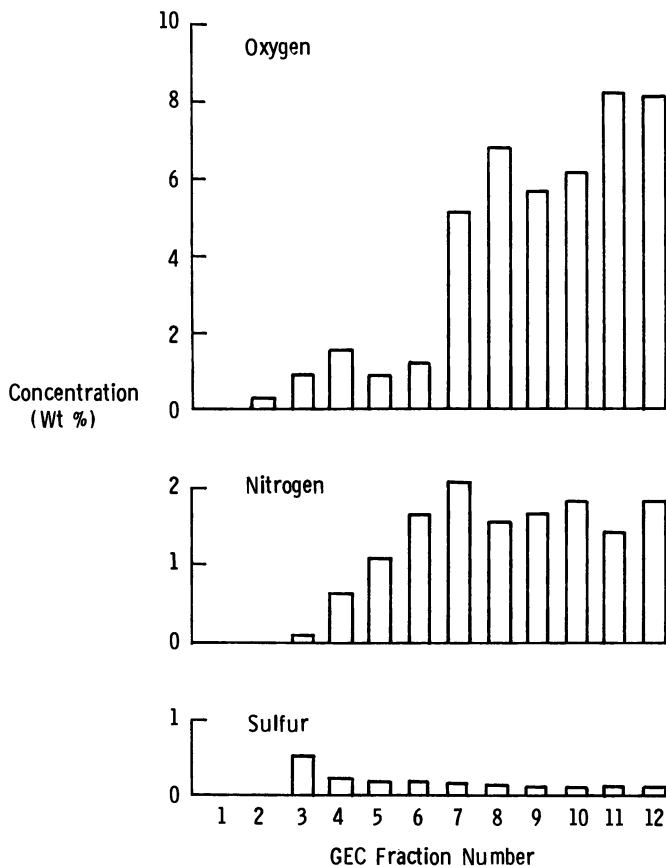 10
Oxygen
8
6
4
2
Concentration
(Wt %)
0
2
Nitrogen
1
0
1
Sulfur
0
1 2 3 4 5 6 7 8 9 10 11 12
GEC Fraction Number